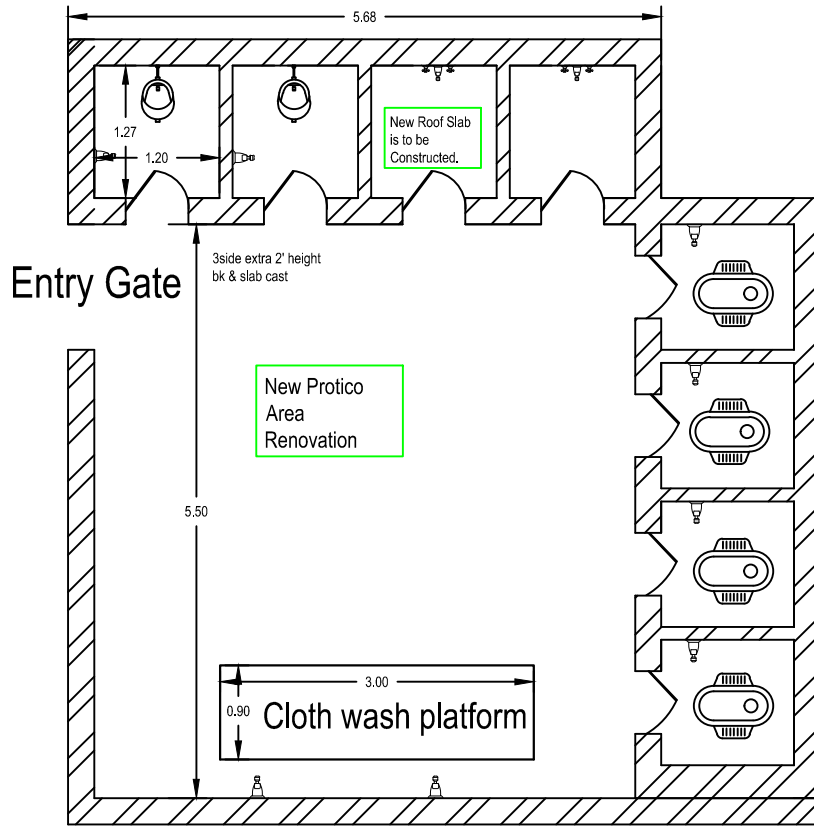 5.68
1.27
1.20
New Roof Slab
is to be
Constructed.
3side extra 2' height
bk & slab cast
Entry Gate
New Protico
Area
Renovation
5.50
3.00
0.90
Cloth wash platform